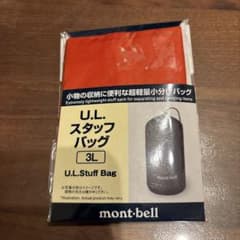 小物の収納に便利な超軽量小分けバッグ
Extremely lightweight stuff sack for separating and carrying items
U.L.
スタッフ
バッグ
3L
U.L.Stuff Bag
mont-bell
mont-bell